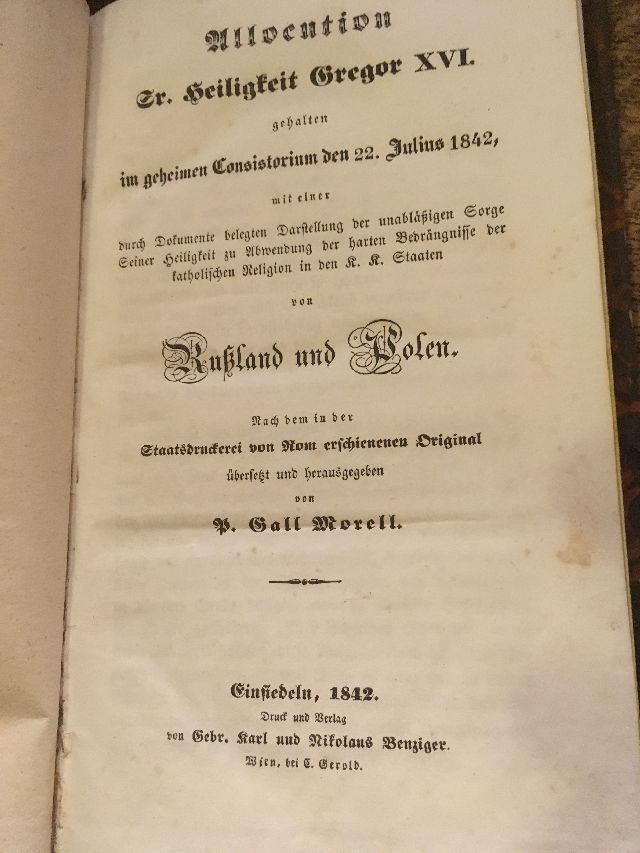 Allocution
Sr. Heiligkeit Gregor XVI.
gehalten
im geheimen Consistorium den 22. Julius 1842,
mit einer
durch Dokumente belegten Darstellung der unabläßigen Sorge
Seiner Heiligkeit zu Abwendung der harten Bedrängnisse der
katholischen Religion in den K. K. Staaten
von
Rußland und Polen.
Nach dem in der
Staatsdruckerei von Rom erschienenen Original
übersetzt und herausgegeben
von
P. Gall Morell.
Einsiedeln, 1842.
Druck und Verlag
von Gebr. Karl und Nikolaus Benziger.
Wien, bei C. Gerold.